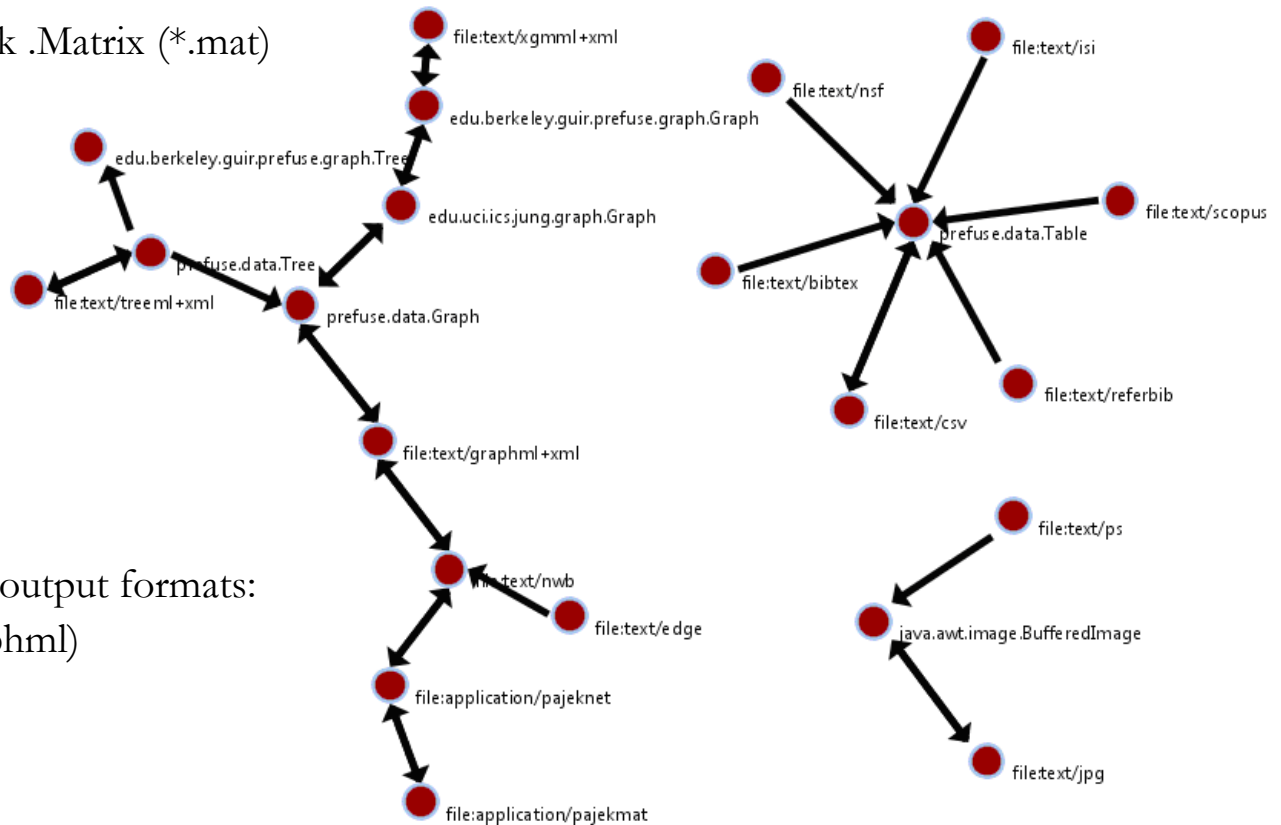 k .Matrix (*.mat)
file:text/xgmml+xml
file:text/isi
file:text/nsf
edu.berkeley.guir.prefuse.graph.Graph
edu.berkeley.guir.prefuse.graph.Tree
edu.uci.ics.jung.graph.Graph
file:text/scopus
prefuse.data.Table
prefuse.data.Tree
file:text/bibtex
file:text/treeml+xml
prefuse.data.Graph
file:text/referbib
file:text/csv
file:text/graphml+xml
file:text/ps
output formats:
file:text/nwb
file:text/edge
java.awt.image.BufferedImage
phml)
file:application/pajeknet
file:text/jpg
file:application/pajekmat